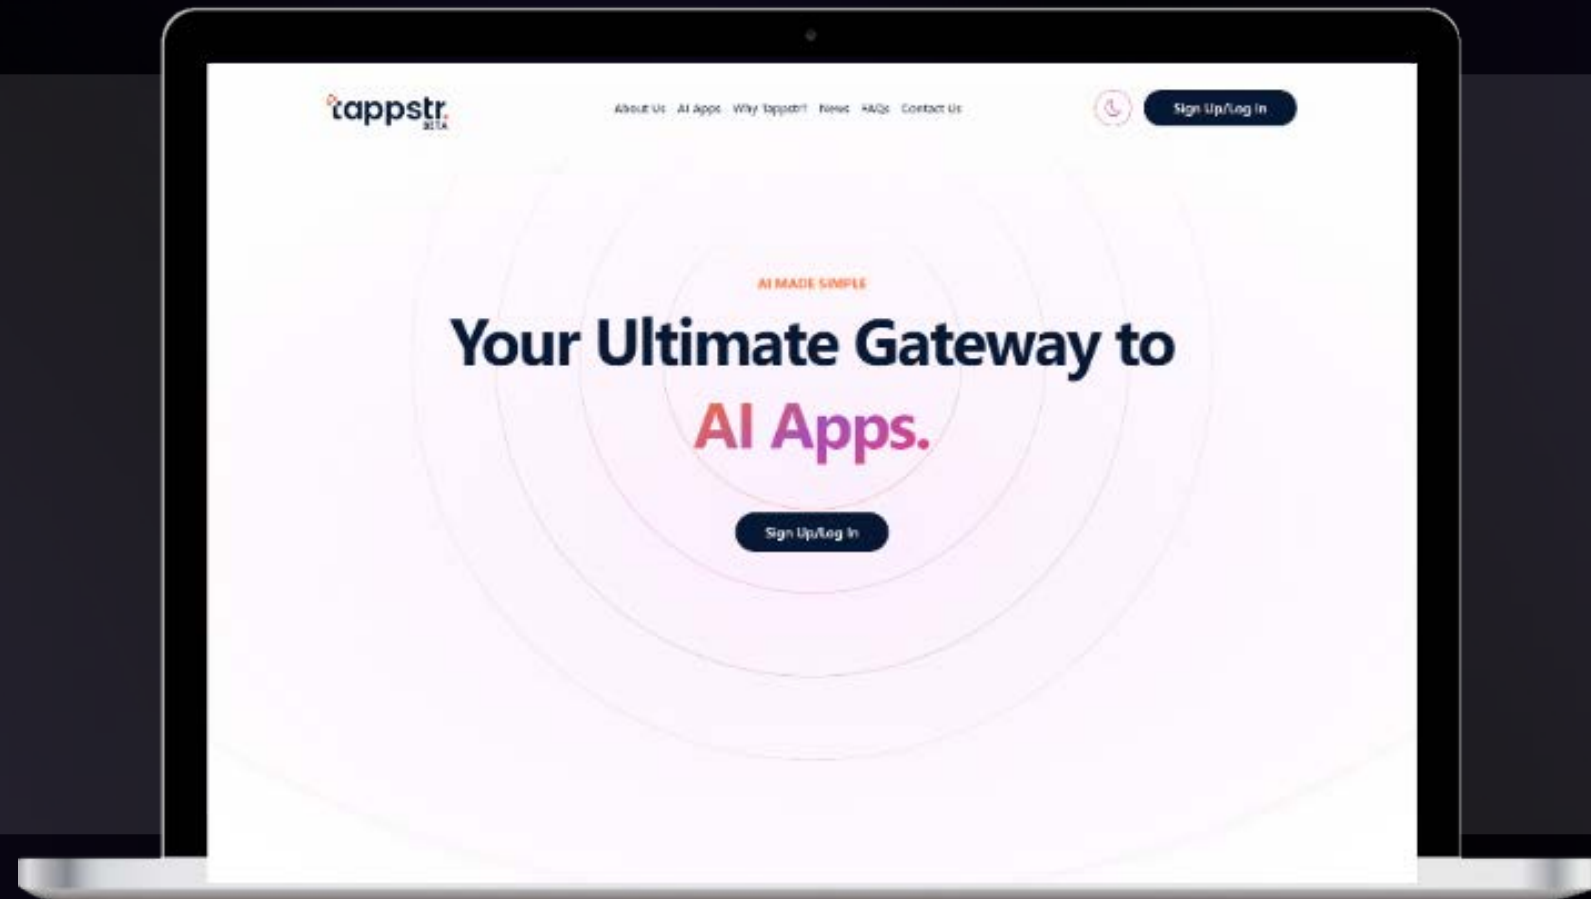 tappstr.
BETA
About Us AI Apps Why Tappstr? News FAQs Contact Us
Sign Up/Log In
AI MADE SIMPLE
Your Ultimate Gateway to
AI Apps.
Sign Up/Log In